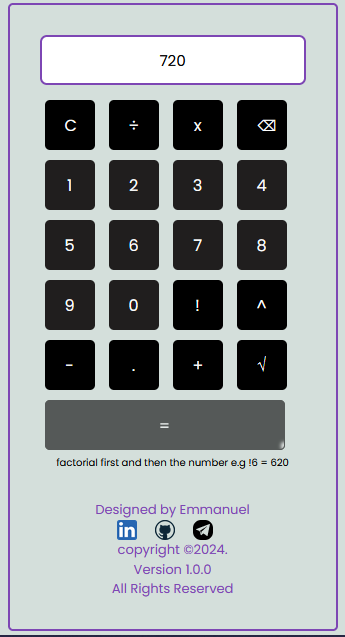 720
C ÷ x ⌫
1 2 3 4
5 6 7 8
9 0 ! ^
- . + √
=
factorial first and then the number e.g !6 = 620
Designed by Emmanuel
in
copyright ©2024.
Version 1.0.0
All Rights Reserved